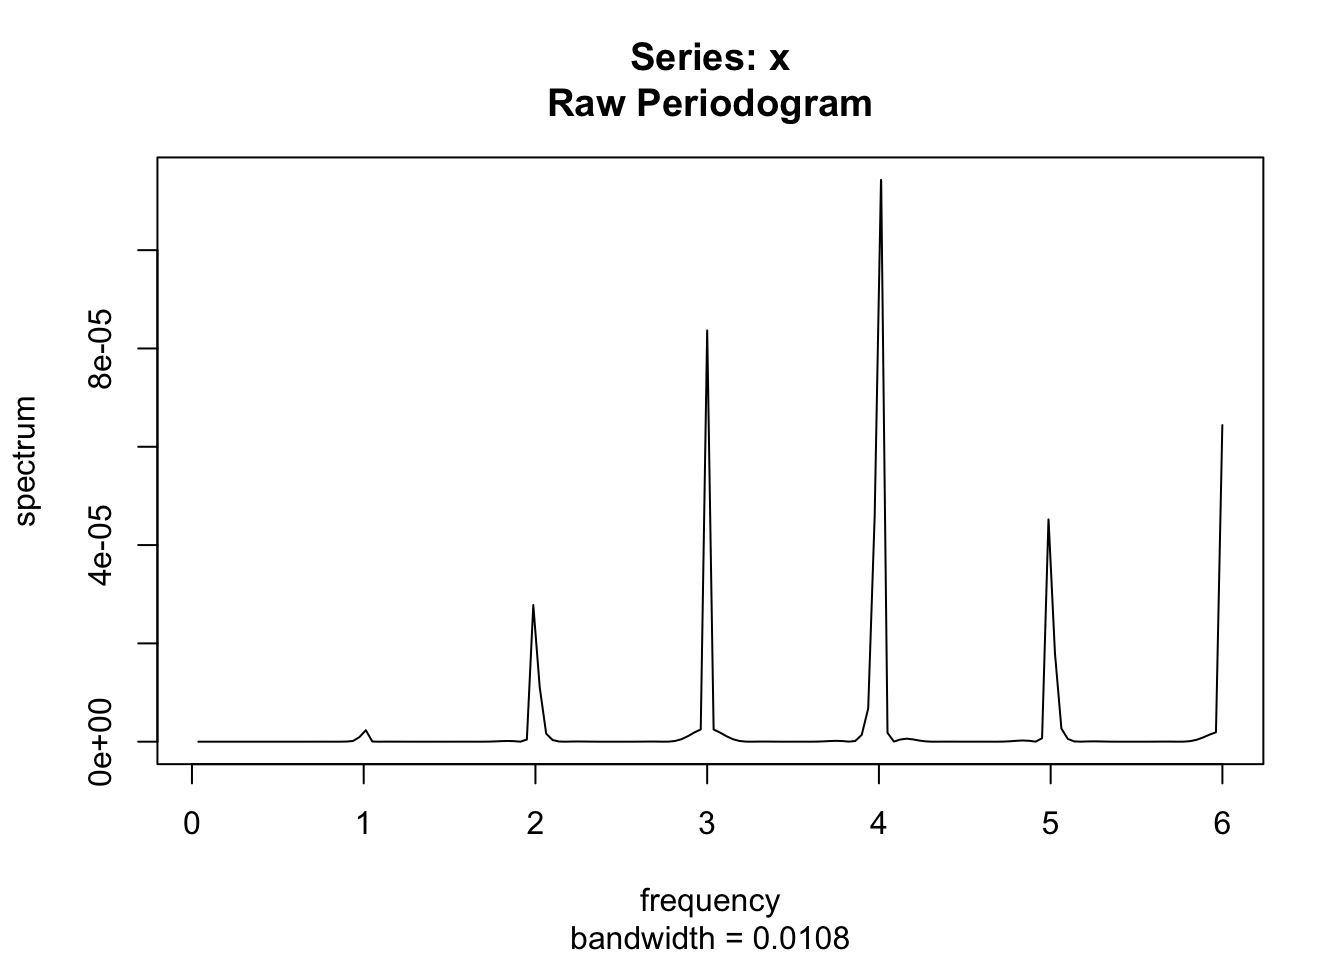 Series: x
Raw Periodogram
spectrum
8e-05
4e-05
0e+00
0 1 2 3 4 5 6
frequency
bandwidth = 0.0108